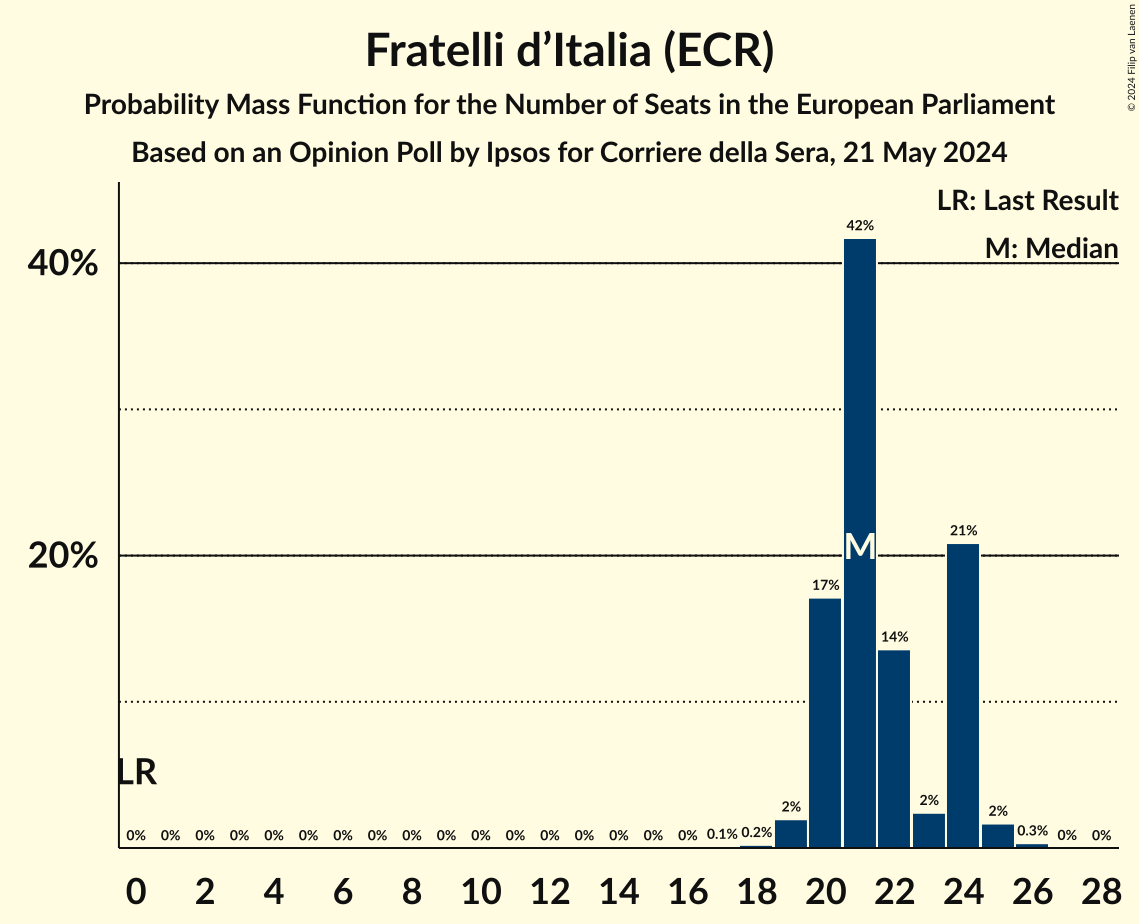 Fratelli d’Italia (ECR)
Probability Mass Function for the Number of Seats in the European Parliament
Based on an Opinion Poll by Ipsos for Corriere della Sera, 21 May 2024
© 2024 Filip van Laenen
LR: Last Result
M: Median
40%
20%
42%
21%
17%
14%
M
LR
0% 0% 0% 0% 0% 0% 0% 0% 0% 0% 0% 0% 0% 0% 0% 0% 0% 0.1% 0.2% 2% 2% 2% 0.3% 0% 0%
0 2 4 6 8 10 12 14 16 18 20 22 24 26 28